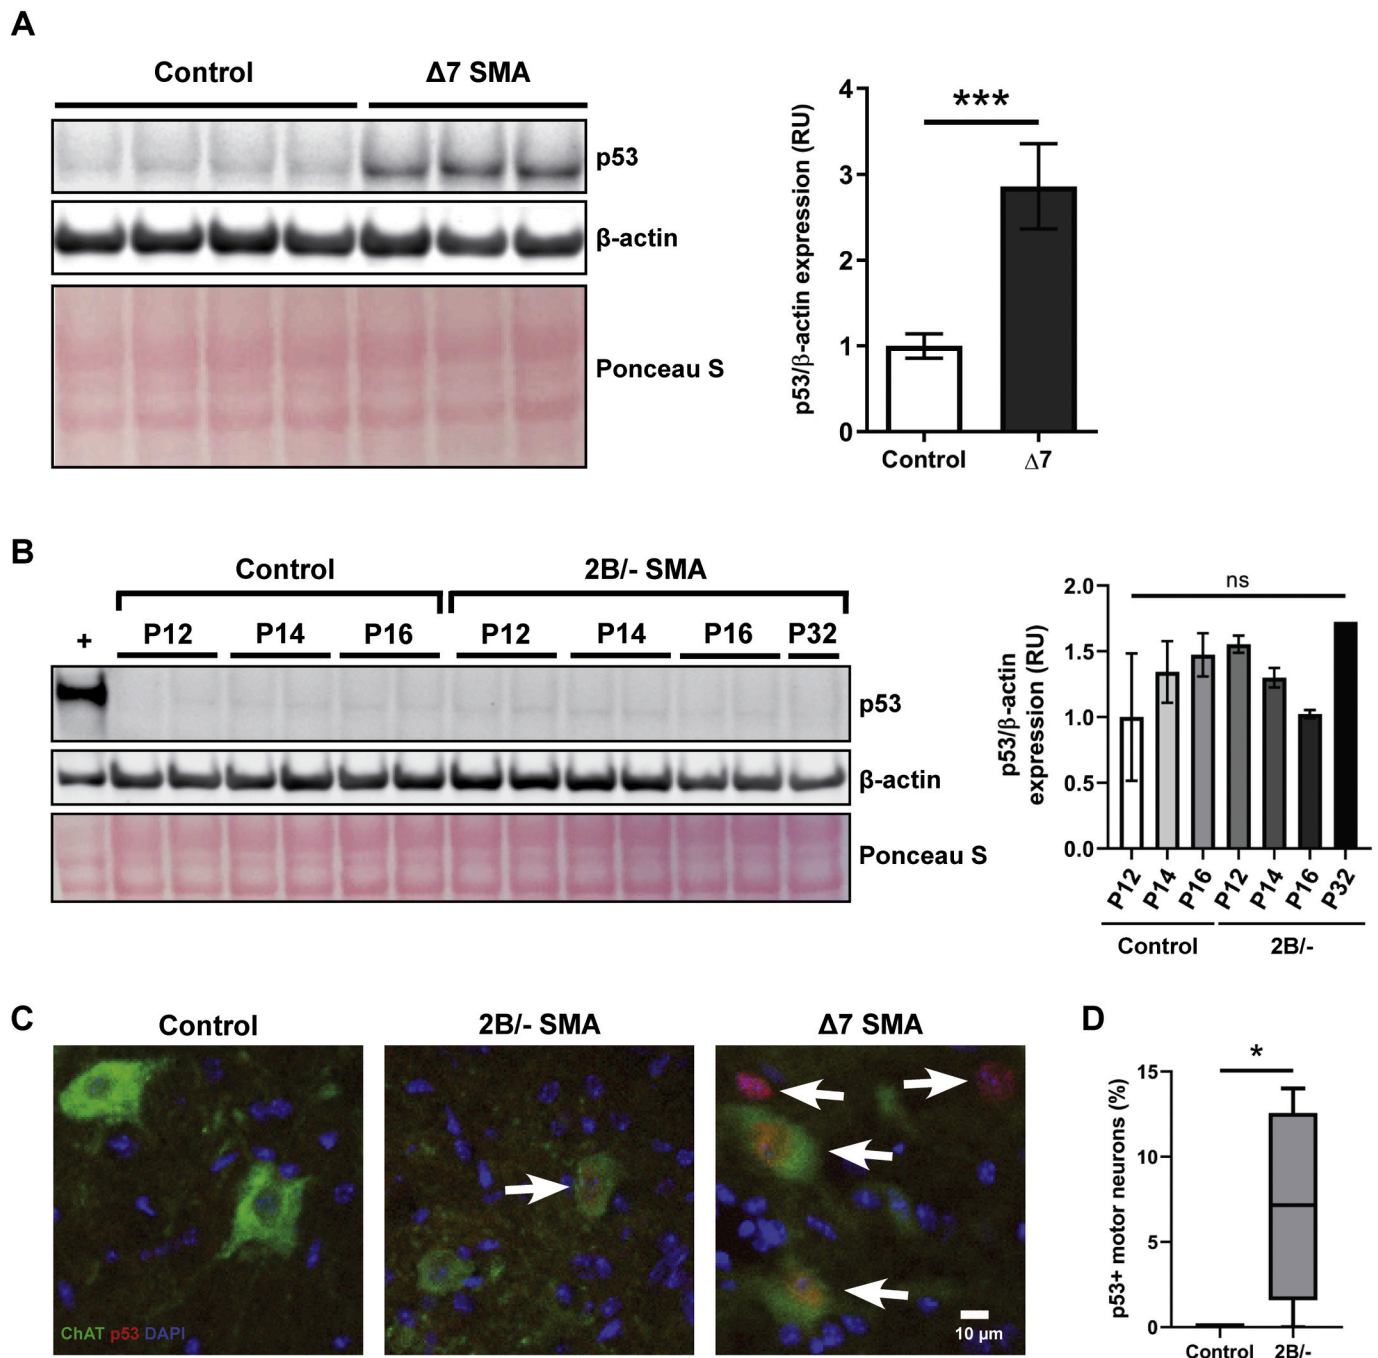 A
Control
Δ7 SMA
p53
β-actin
Ponceau S
p53/β-actin expression (RU)
4
3
2
1
0
***
Control
Δ7
B
Control
2B/- SMA
+
P12
P14
P16
P12
P14
P16
P32
p53
β-actin
Ponceau S
p53/β-actin
expression (RU)
2.0
1.5
1.0
0.5
0.0
ns
P12
P14
P16
P12
P14
P16
P32
Control
2B/-
C
Control
2B/- SMA
Δ7 SMA
ChAT p53 DAPI
10 µm
D
p53+ motor neurons (%)
15
10
5
0
*
Control
2B/-